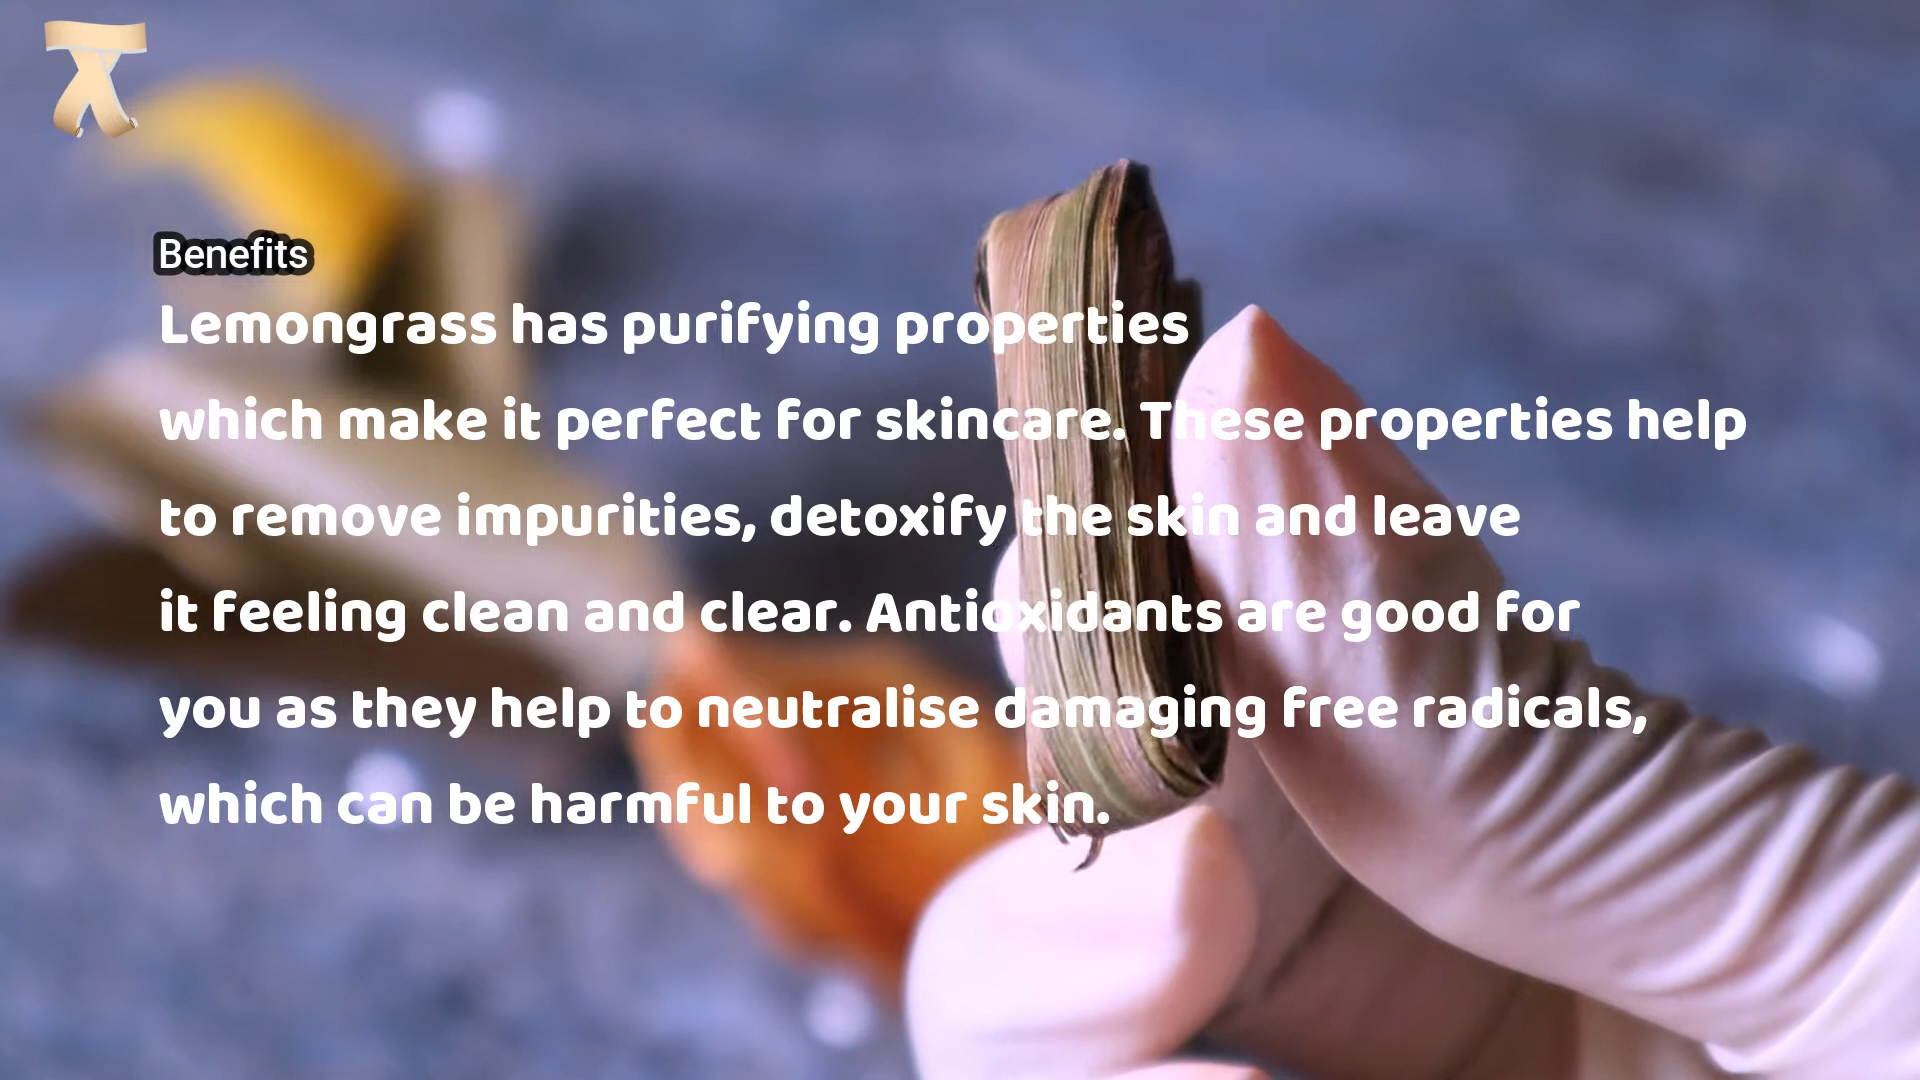 Benefits
Lemongrass has purifying properties
which make it perfect for skincare. These properties help
to remove impurities, detoxify the skin and leave
it feeling clean and clear. Antioxidants are good for
you as they help to neutralise damaging free radicals,
which can be harmful to your skin.